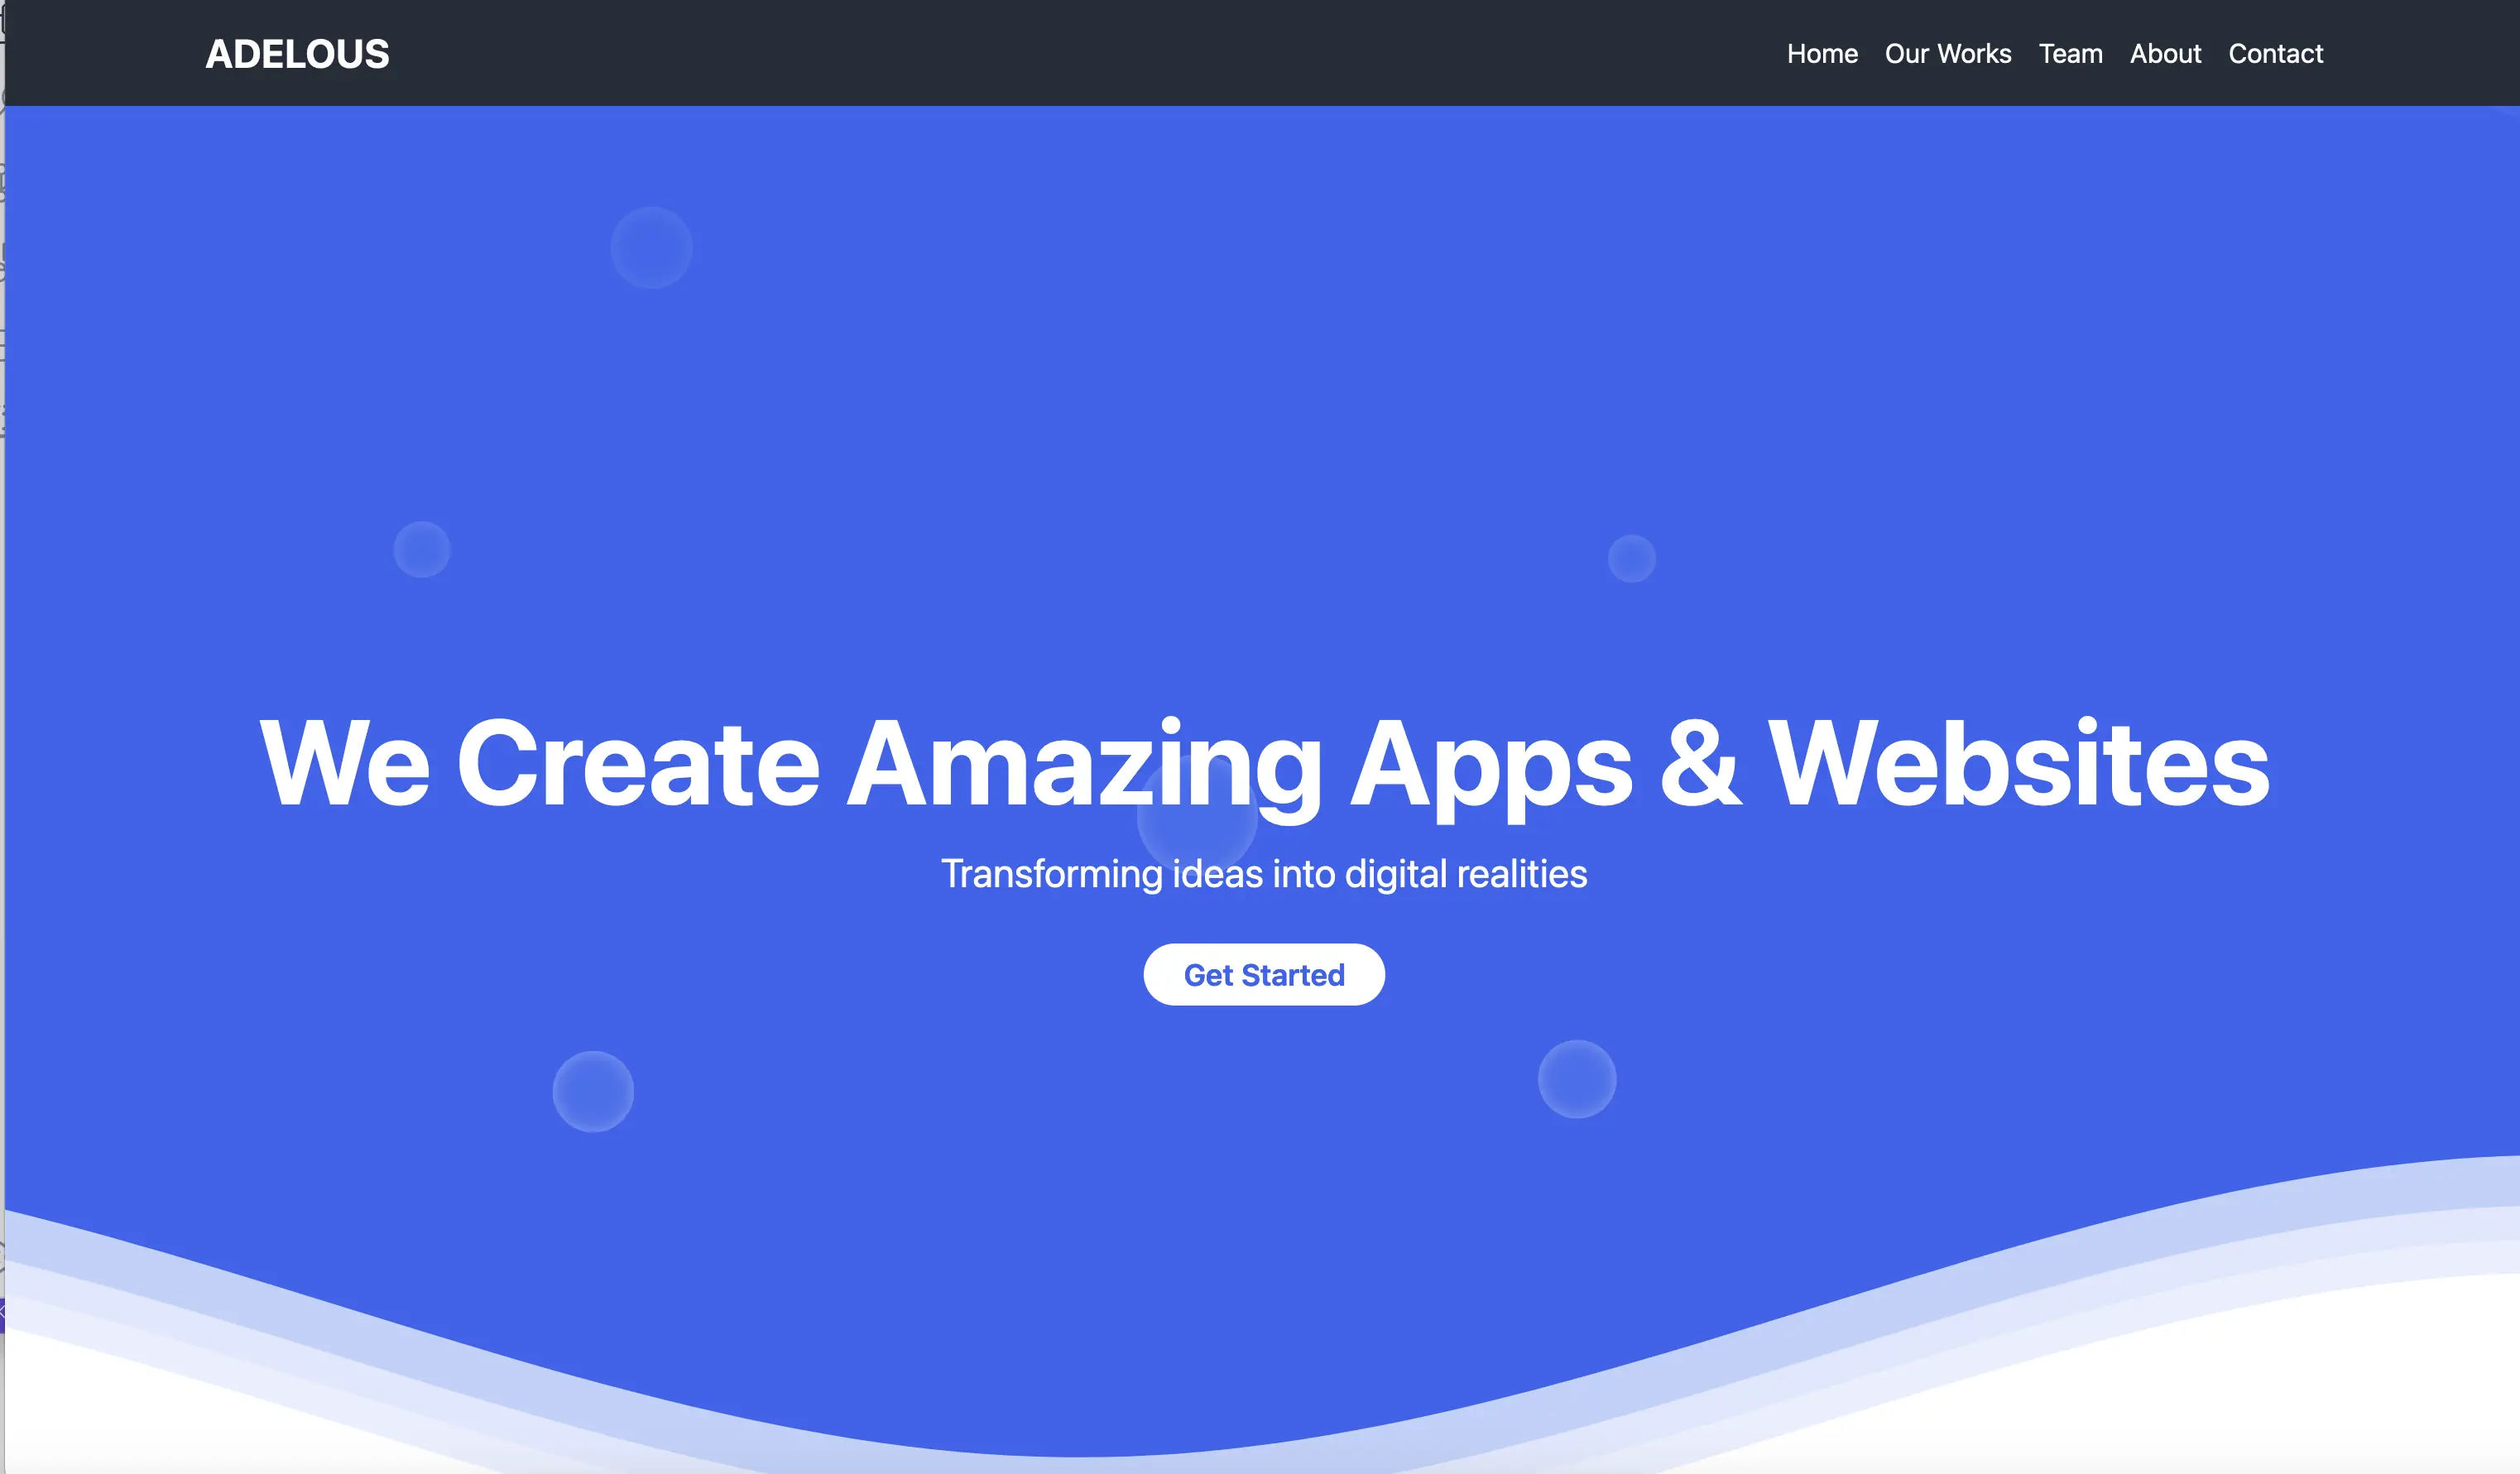 ADELOUS
Home Our Works Team About Contact
We Create Amazing Apps & Websites
Transforming ideas into digital realities
Get Started